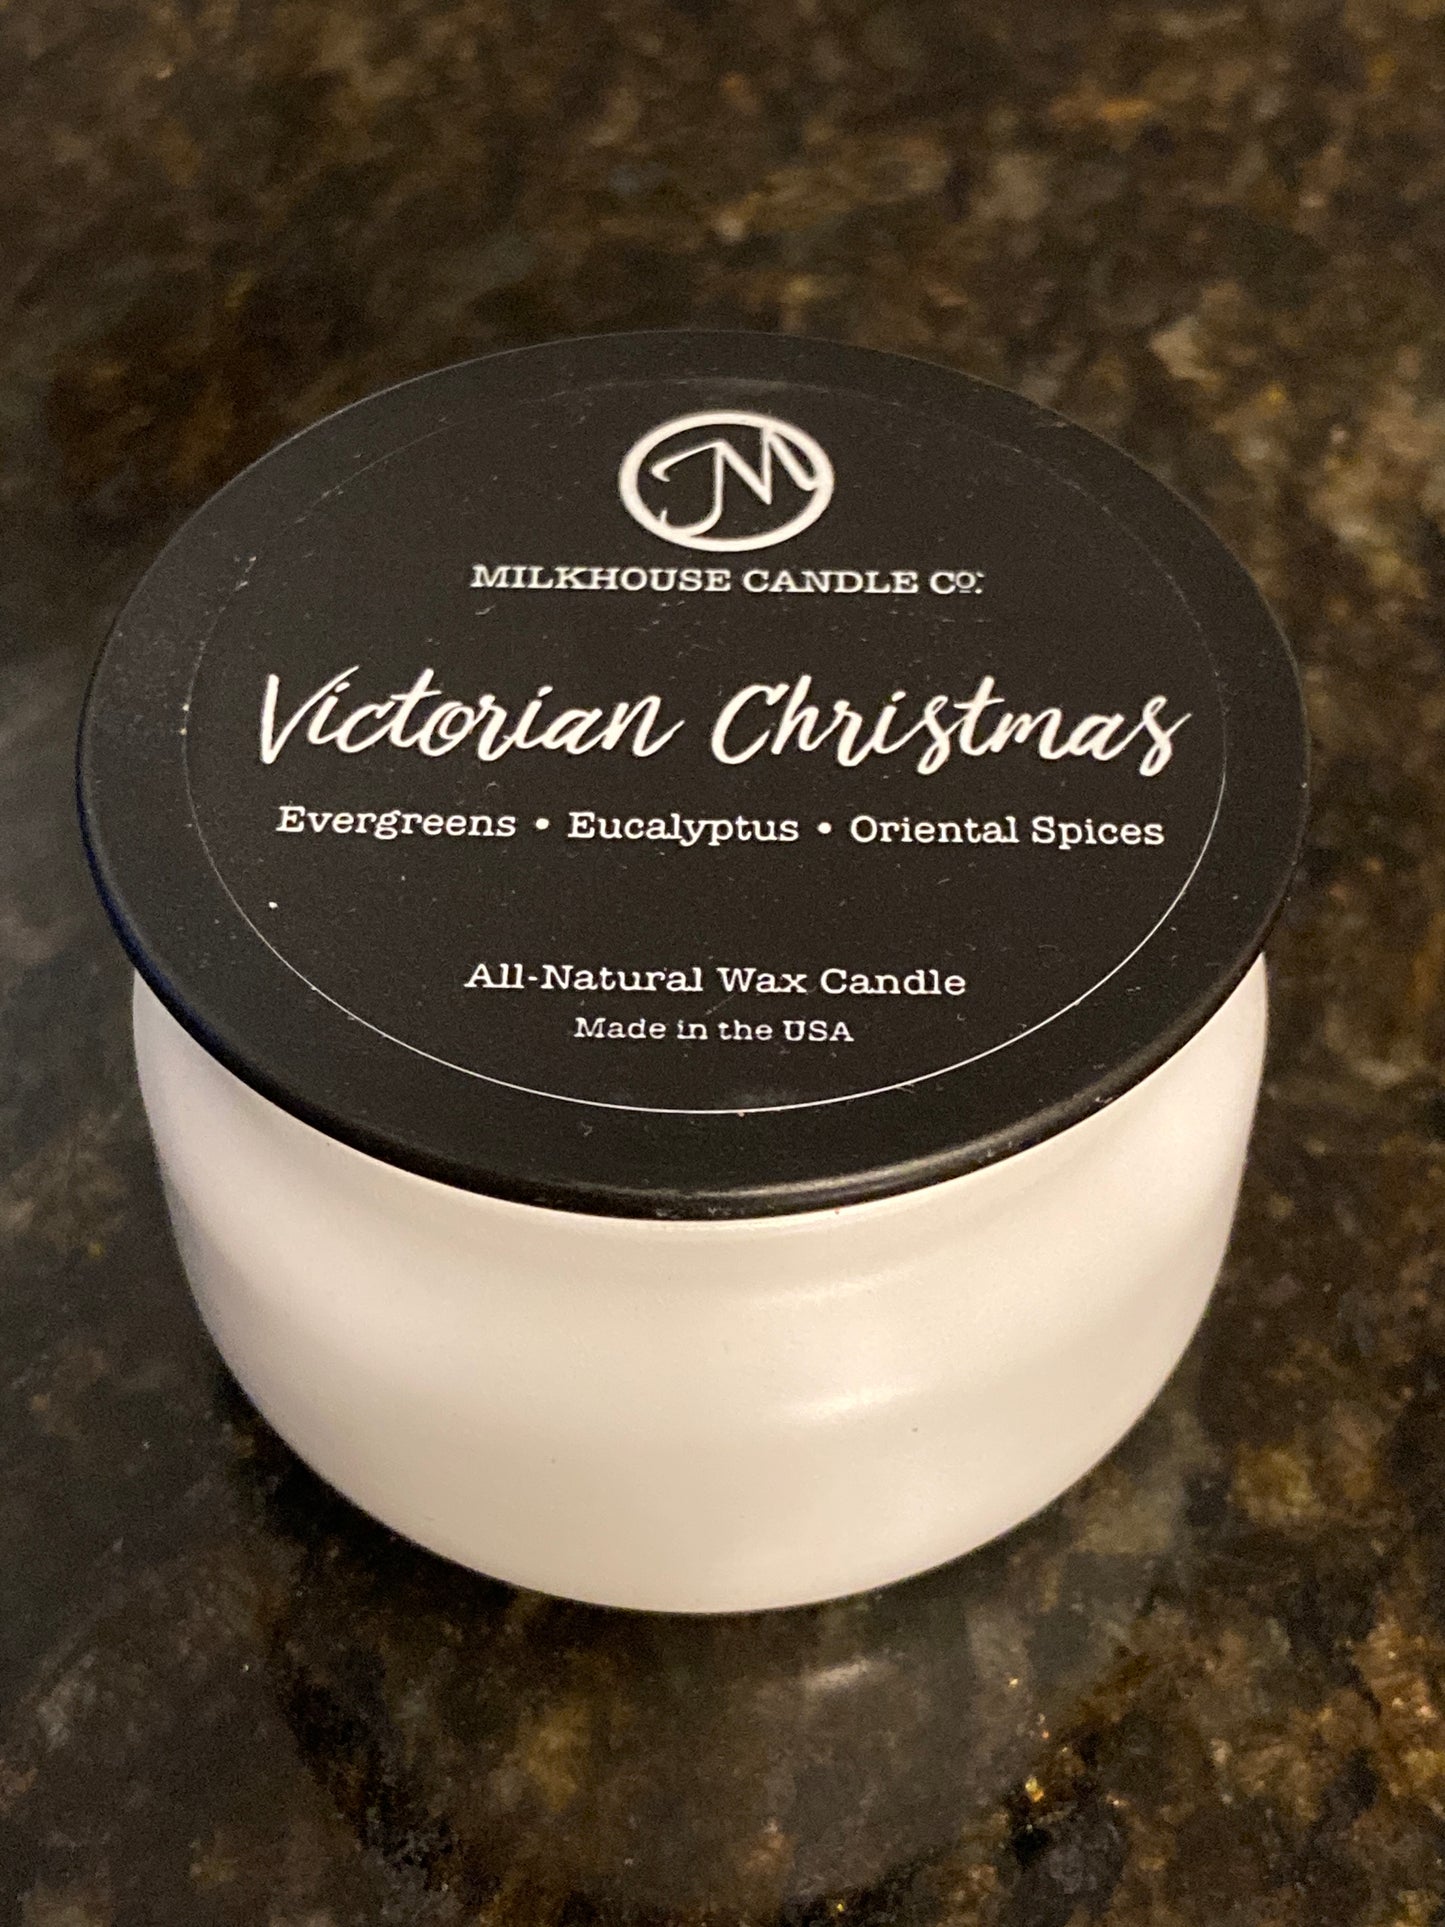 M
MILKHOUSE CANDLE Co.
Victorian Christmas
Evergreens • Eucalyptus • Oriental Spices
All-Natural Wax Candle
Made in the USA